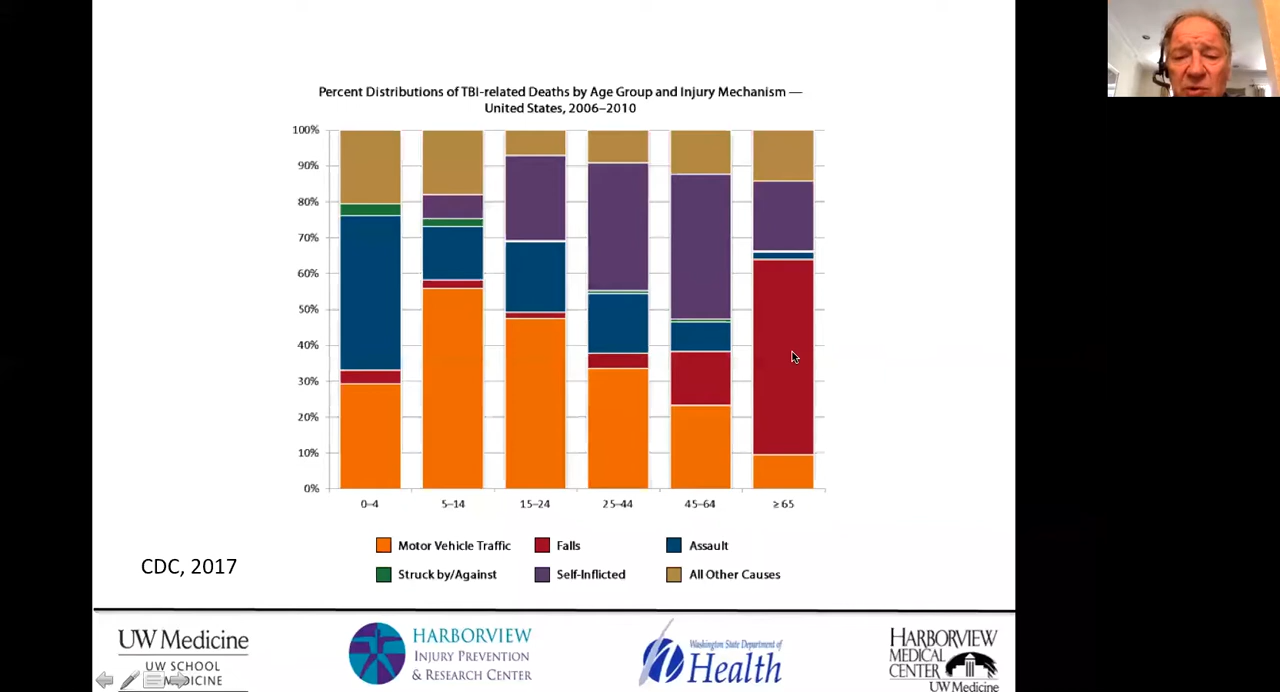 Percent Distributions of TBI-related Deaths by Age Group and Injury Mechanism —
United States, 2006–2010
100%
90%
80%
70%
60%
50%
40%
30%
20%
10%
0%
0–4 5–14 15–24 25–44 45–64 ≥ 65
Motor Vehicle Traffic Falls Assault
Struck by/Against Self-Inflicted All Other Causes
CDC, 2017
UW Medicine
UW SCHOOL
MEDICINE
HARBORVIEW
INJURY PREVENTION
& RESEARCH CENTER
Washington State Department of
Health
HARBORVIEW
MEDICAL
CENTER
UW Medicine